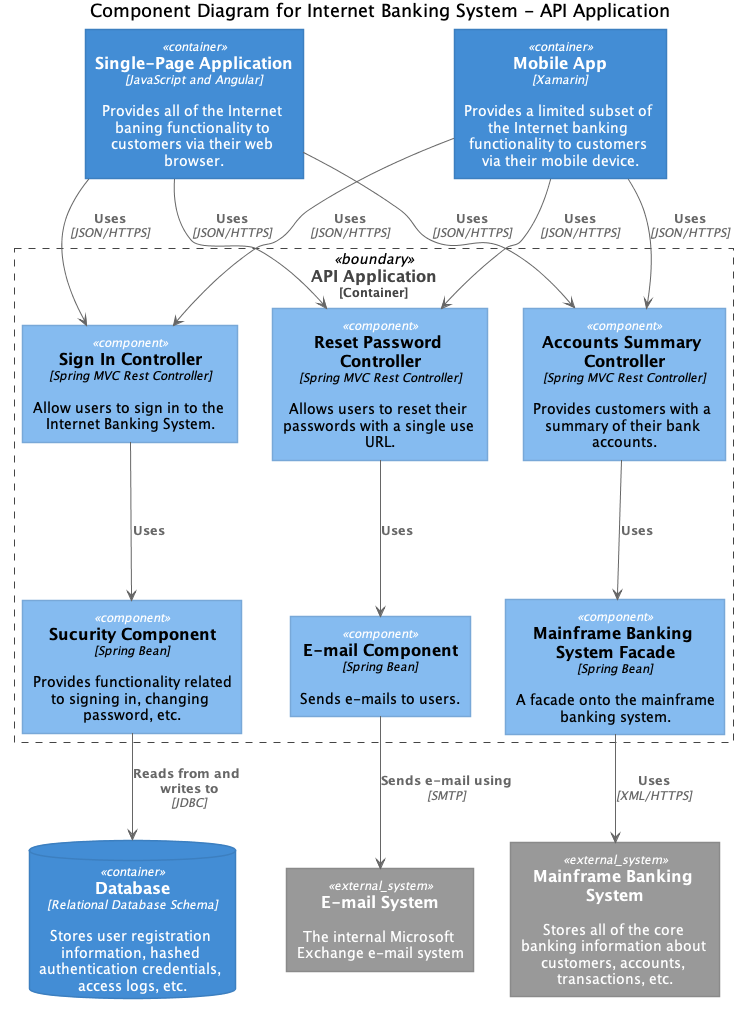 Component Diagram for Internet Banking System - API Application
«container»
Single-Page Application
[JavaScript and Angular]
Provides all of the Internet
baning functionality to
customers via their web
browser.
«container»
Mobile App
[Xamarin]
Provides a limited subset of
the Internet banking
functionality to customers
via their mobile device.
Uses
[JSON/HTTPS]
Uses
[JSON/HTTPS]
Uses
[JSON/HTTPS]
Uses
[JSON/HTTPS]
Uses
[JSON/HTTPS]
Uses
[JSON/HTTPS]
«boundary»
API Application
[Container]
«component»
Sign In Controller
[Spring MVC Rest Controller]
Allow users to sign in to the
Internet Banking System.
«component»
Reset Password
Controller
[Spring MVC Rest Controller]
Allows users to reset their
passwords with a single use
URL.
«component»
Accounts Summary
Controller
[Spring MVC Rest Controller]
Provides customers with a
summary of their bank
accounts.
Uses
Uses
Uses
«component»
Sucurity Component
[Spring Bean]
Provides functionality related
to signing in, changing
password, etc.
«component»
E-mail Component
[Spring Bean]
Sends e-mails to users.
«component»
Mainframe Banking
System Facade
[Spring Bean]
A facade onto the mainframe
banking system.
Reads from and
writes to
[JDBC]
Sends e-mail using
[SMTP]
Uses
[XML/HTTPS]
«container»
Database
[Relational Database Schema]
Stores user registration
information, hashed
authentication credentials,
access logs, etc.
«external_system»
E-mail System
The internal Microsoft
Exchange e-mail system
«external_system»
Mainframe Banking
System
Stores all of the core
banking information about
customers, accounts,
transactions, etc.